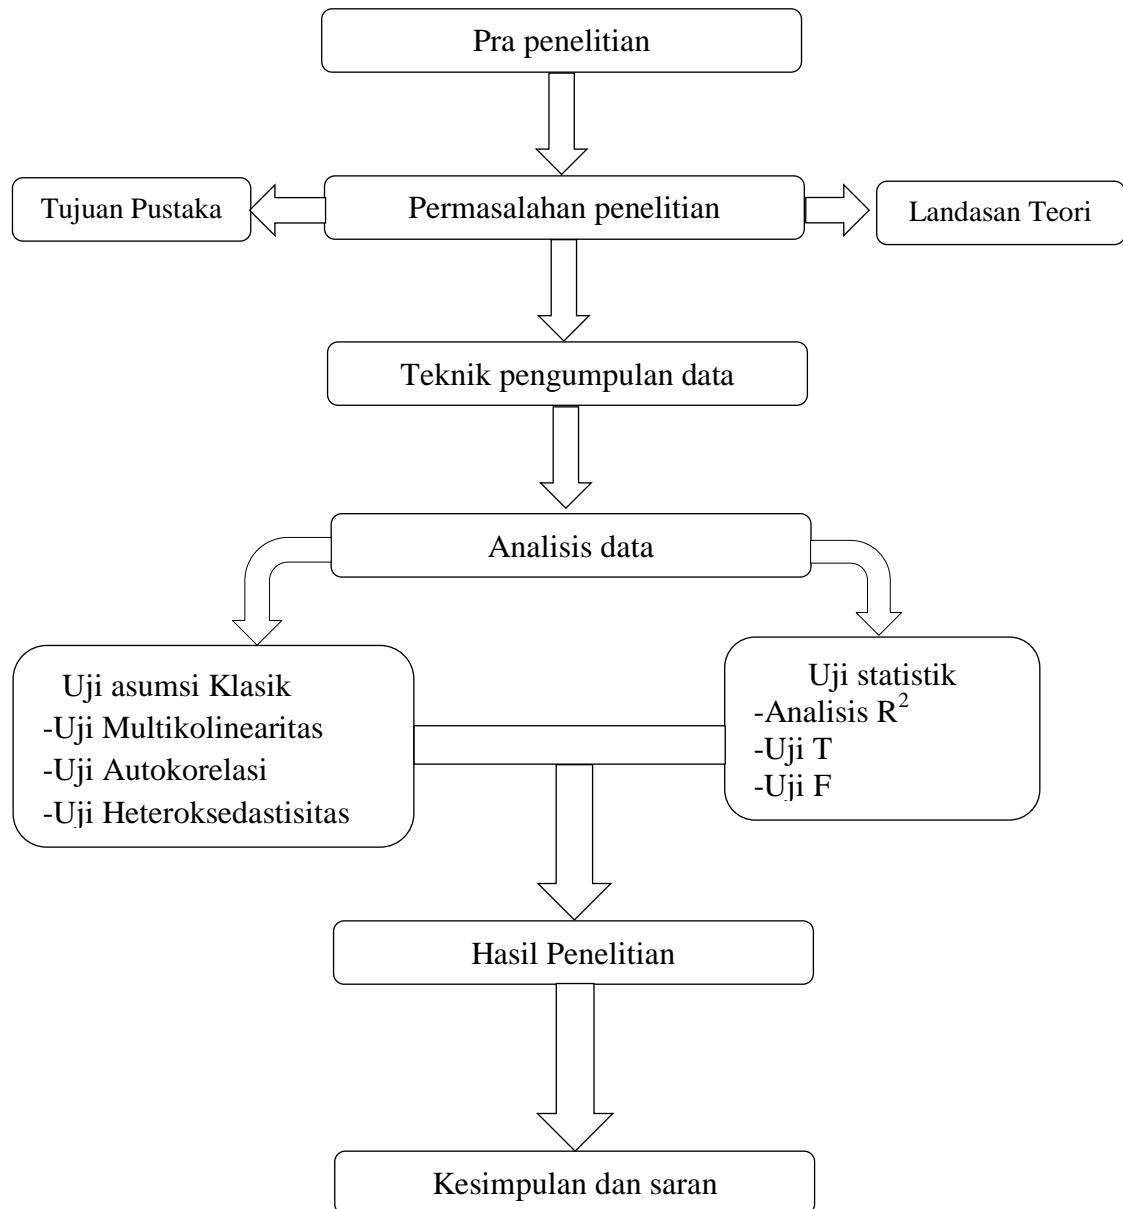 Pra penelitian
Tujuan Pustaka
Permasalahan penelitian
Landasan Teori
Teknik pengumpulan data
Analisis data
Uji asumsi Klasik
-Uji Multikolinearitas
-Uji Autokorelasi
-Uji Heteroksedastisitas
Uji statistik
-Analisis R²
-Uji T
-Uji F
Hasil Penelitian
Kesimpulan dan saran